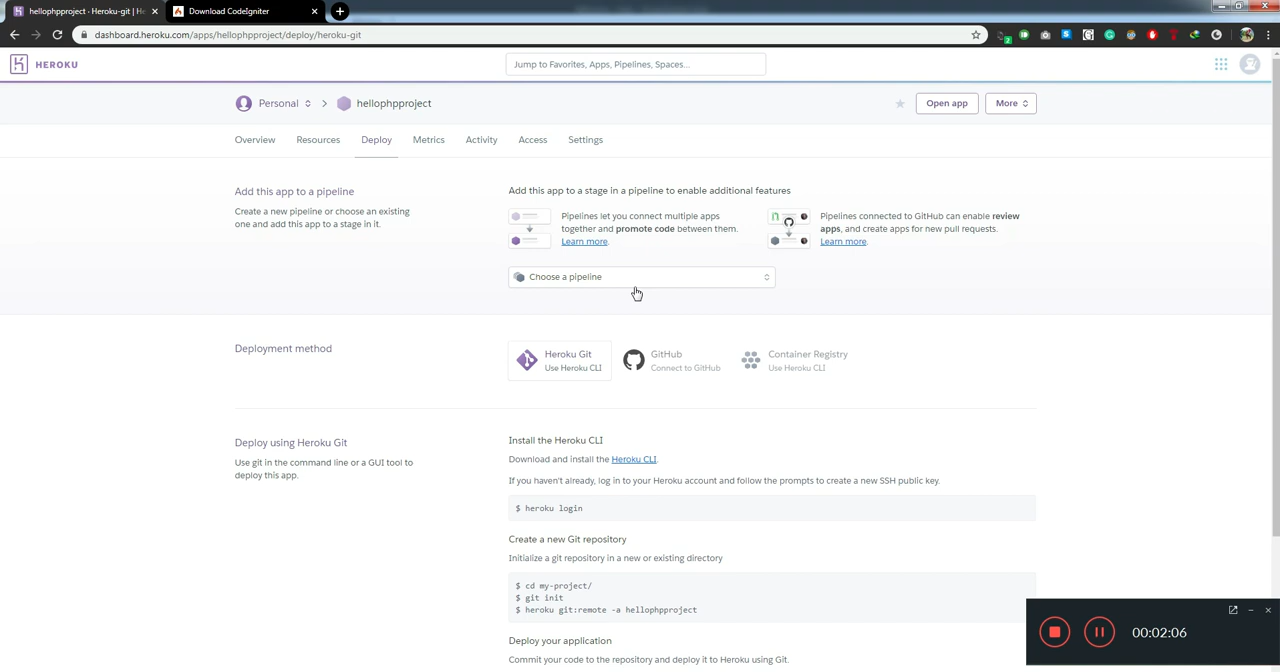 hellophpproject · heroku-git | He
Download CodeIgniter
dashboard.heroku.com/apps/hellophpproject/deploy/heroku-git
2
HEROKU
Jump to Favorites, Apps, Pipelines, Spaces...
Personal
hellophpproject
Open app
More
Overview
Resources
Deploy
Metrics
Activity
Access
Settings
Add this app to a pipeline
Create a new pipeline or choose an existing
one and add this app to a stage in it.
Add this app to a stage in a pipeline to enable additional features
Pipelines let you connect multiple apps
together and promote code between them.
Learn more.
Pipelines connected to GitHub can enable review
apps, and create apps for new pull requests.
Learn more.
Choose a pipeline
Deployment method
Heroku Git
Use Heroku CLI
GitHub
Connect to GitHub
Container Registry
Use Heroku CLI
Deploy using Heroku Git
Use git in the command line or a GUI tool to
deploy this app.
Install the Heroku CLI
Download and install the Heroku CLI.
If you haven't already, log in to your Heroku account and follow the prompts to create a new SSH public key.
$ heroku login
Create a new Git repository
Initialize a git repository in a new or existing directory
$ cd my-project/
$ git init
$ heroku git:remote -a hellophpproject
Deploy your application
Commit your code to the repository and deploy it to Heroku using Git.
00:02:06